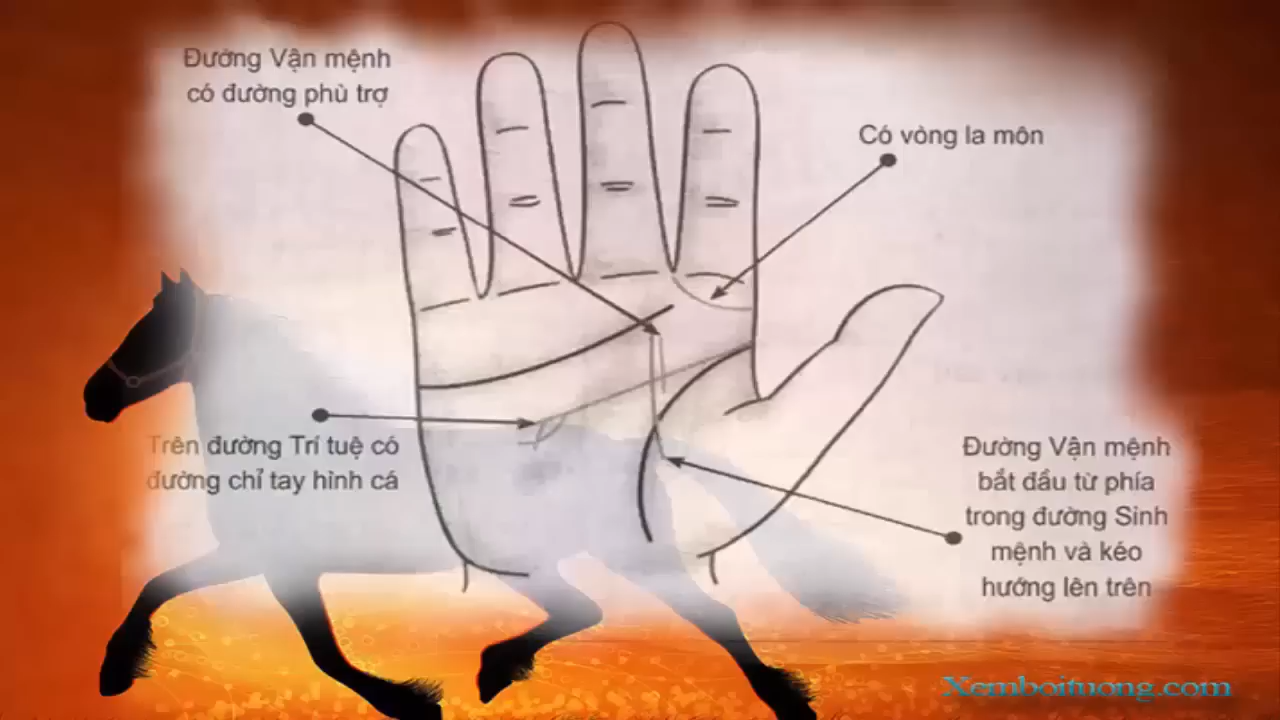 Đường Vận mệnh
có đường phù trợ
Có vòng la môn
Trên đường Trí tuệ có
đường chỉ tay hình cá
Đường Vận mệnh
bắt đầu từ phía
trong đường Sinh
mệnh và kéo
hướng lên trên
Xemboituong.com